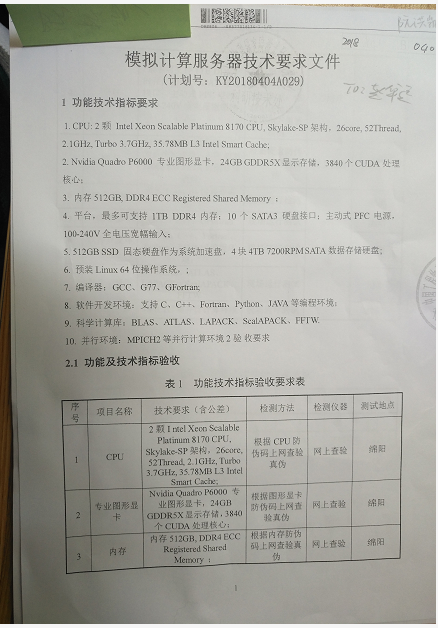 2018
040
模拟计算服务器技术要求文件
(计划号：KY20180404A029)
TO:
1 功能技术指标要求
1. CPU: 2 颗 Intel Xeon Scalable Platinum 8170 CPU, Skylake-SP 架构，26core, 52Thread,
2.1GHz, Turbo 3.7GHz, 35.78MB L3 Intel Smart Cache;
2. Nvidia Quadro P6000 专业图形显卡，24GB GDDR5X 显示存储，3840 个 CUDA 处理
核心；
3. 内存 512GB, DDR4 ECC Registered Shared Memory ；
4. 平台，最多可支持 1TB DDR4 内存；10 个 SATA3 硬盘接口；主动式 PFC 电源，
100-240V 全电压宽幅输入；
5. 512GB SSD 固态硬盘作为系统加速盘，4 块 4TB 7200RPM SATA 数据存储硬盘；
6. 预装 Linux 64 位操作系统，；
7. 编译器：GCC、G77、GFortran;
8. 软件开发环境：支持 C、C++、Fortran、Python、JAVA 等编程环境；
9. 科学计算库：BLAS、ATLAS、LAPACK、ScalAPACK、FFTW.
10. 并行环境：MPICH2 等并行计算环境 2 验 收要求
2.1 功能及技术指标验收
表 1 功能技术指标验收要求表
序号 项目名称 技术要求（含公差） 检测方法 检测仪器 测试地点
1 CPU 2 颗 I ntel Xeon Scalable Platinum 8170 CPU, Skylake-SP 架构，26core, 52Thread, 2.1GHz, Turbo 3.7GHz, 35.78MB L3 Intel Smart Cache; 根据 CPU 防伪码上网查验真伪 网上查验 绵阳
2 专业图形显卡 Nvidia Quadro P6000 专业图形显卡，24GB GDDR5X 显示存储，3840 个 CUDA 处理核心； 根据图形显卡防伪码上网查验真伪 网上查验 绵阳
3 内存 内存 512GB, DDR4 ECC Registered Shared Memory ； 根据内存防伪码上网查验真伪 网上查验 绵阳
1